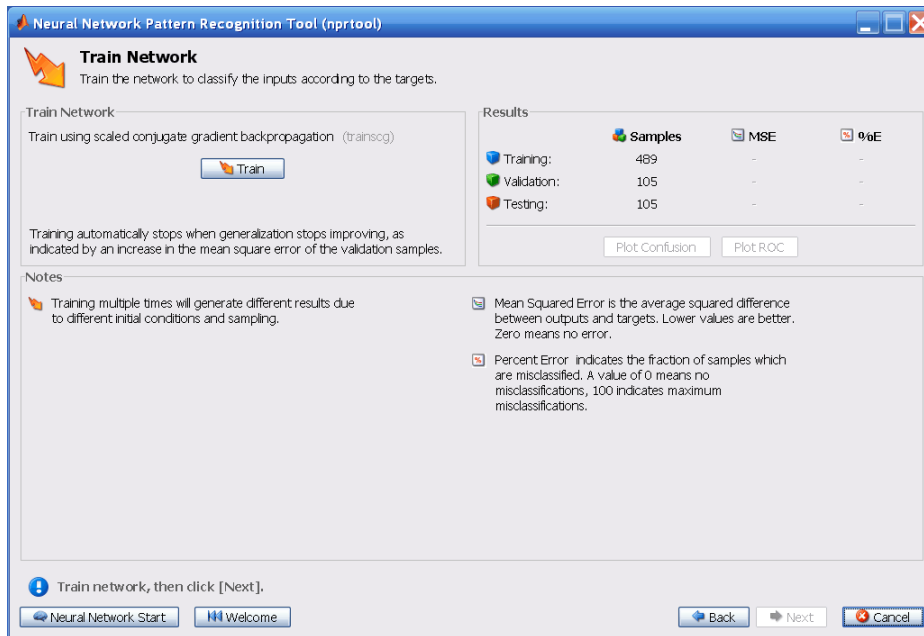 Neural Network Pattern Recognition Tool (nprtool)
Train Network
Train the network to classify the inputs according to the targets.
Train Network
Train using scaled conjugate gradient backpropagation (trainscg)
Train
Training automatically stops when generalization stops improving, as
indicated by an increase in the mean square error of the validation samples.
Results
Samples MSE %E
Training: 489 - -
Validation: 105 - -
Testing: 105 - -
Plot Confusion Plot ROC
Notes
Training multiple times will generate different results due
to different initial conditions and sampling.
Mean Squared Error is the average squared difference
between outputs and targets. Lower values are better.
Zero means no error.
Percent Error indicates the fraction of samples which
are misclassified. A value of 0 means no
misclassifications, 100 indicates maximum
misclassifications.
Train network, then click [Next].
Neural Network Start Welcome Back Next Cancel